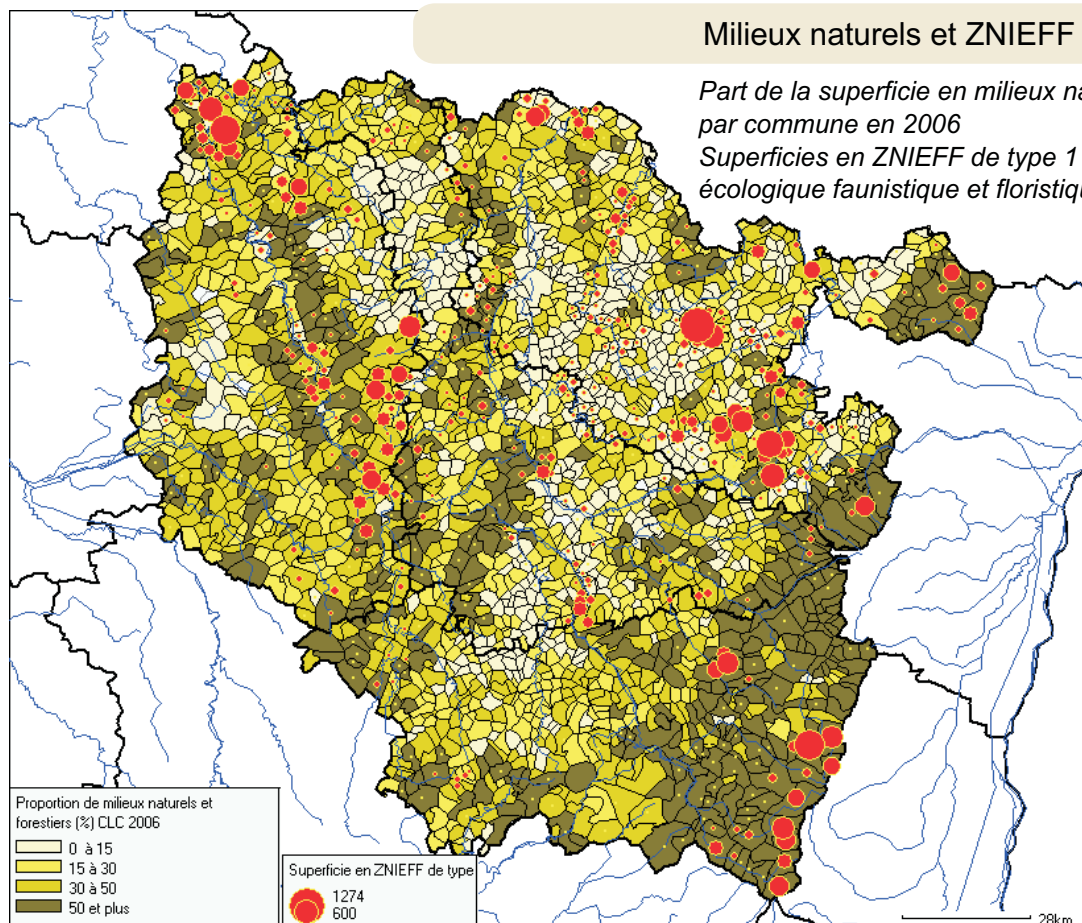 Milieux naturels et ZNIEFF
Part de la superficie en milieux na
par commune en 2006
Superficies en ZNIEFF de type 1
écologique faunistique et floristiqu
Proportion de milieux naturels et
forestiers (%) CLC 2006
0 à 15
15 à 30
30 à 50
50 et plus
Superficie en ZNIEFF de type
1274
600
28km